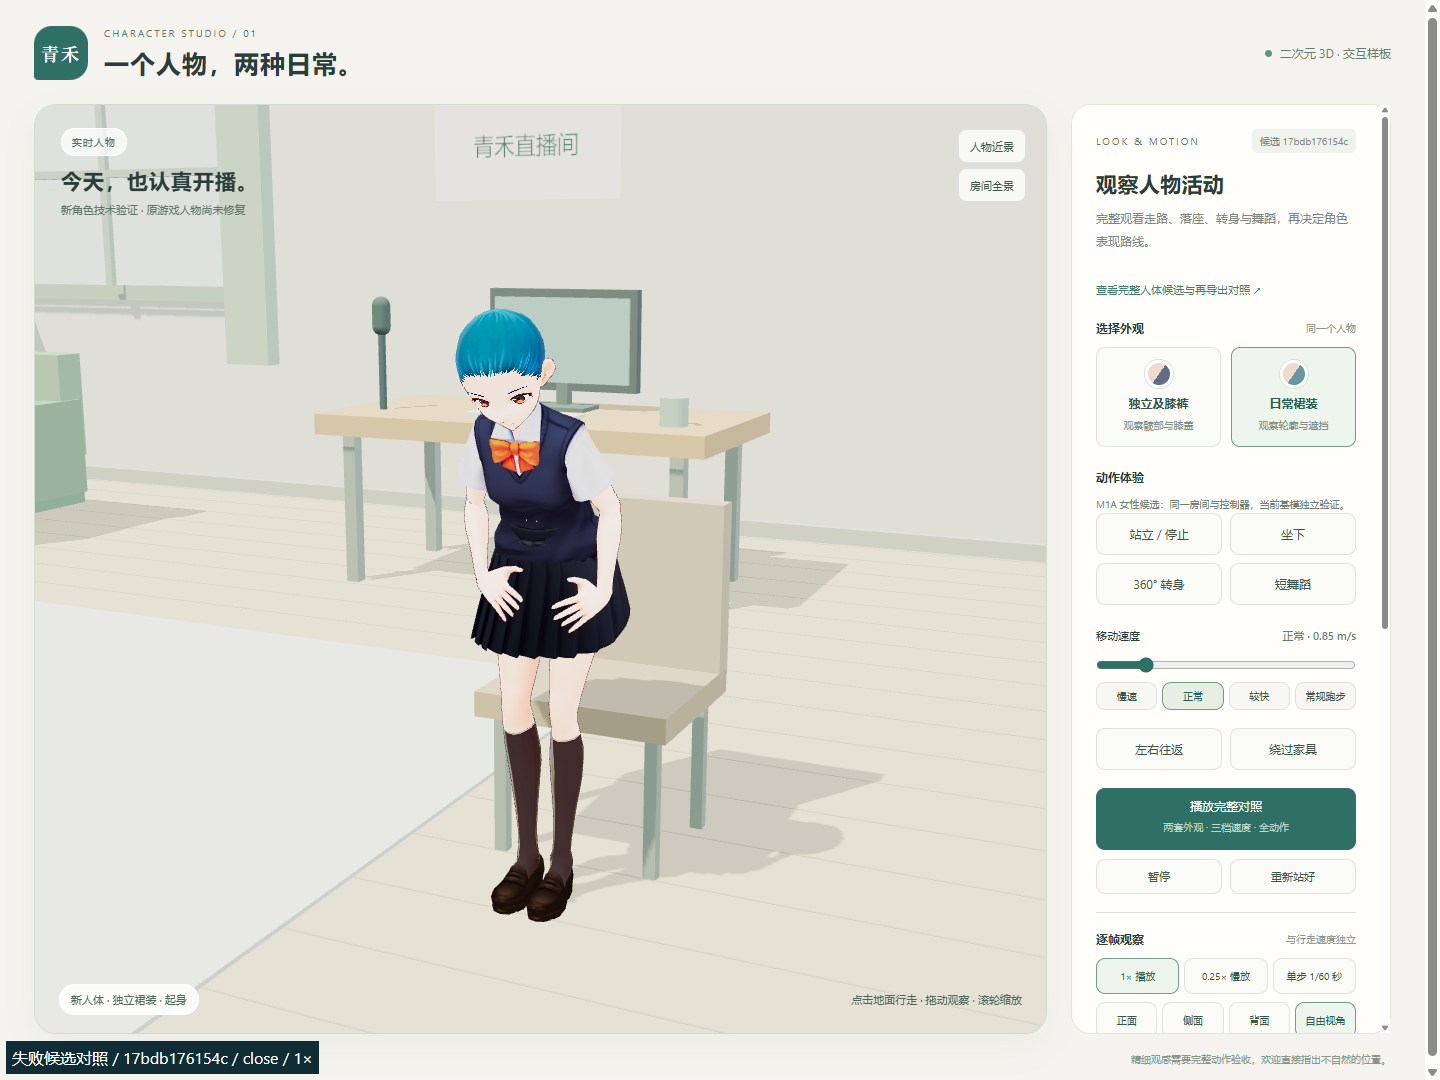 青禾
CHARACTER STUDIO / 01
一个人物，两种日常。
二次元 3D · 交互样板
实时人物
今天，也认真开播。
新角色技术验证 · 原游戏人物尚未修复
青禾直播间
人物近景
房间全景
新人体 · 独立裙装 · 起身
点击地面行走 · 拖动观察 · 滚轮缩放
LOOK & MOTION
候选 17bdb176154c
观察人物活动
完整观看走路、落座、转身与舞蹈，再决定角色
表现路线。
查看完整人体候选与再导出对照 ↗
选择外观
同一个人物
独立及膝裤
观察髋部与膝盖
日常裙装
观察轮廓与遮挡
动作体验
M1A 女性候选：同一房间与控制器，当前基模独立验证。
站立 / 停止
坐下
360° 转身
短舞蹈
移动速度
正常 · 0.85 m/s
慢速
正常
较快
常规跑步
左右往返
绕过家具
播放完整对照
两套外观 · 三档速度 · 全动作
暂停
重新站好
逐帧观察
与行走速度独立
1× 播放
0.25× 慢放
单步 1/60 秒
正面
侧面
背面
自由视角
失败候选对照 / 17bdb176154c / close / 1×
精细观感需要完整动作验收，欢迎直接指出不自然的位置。